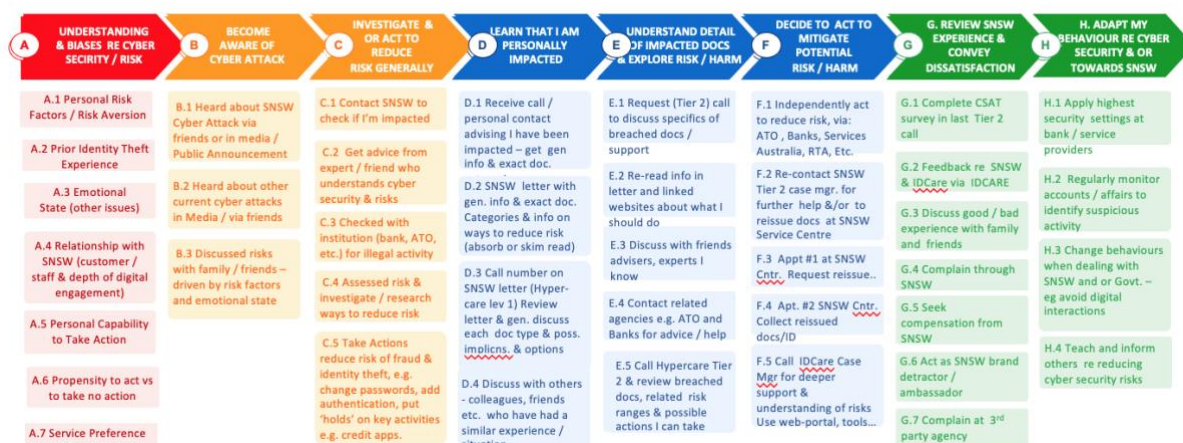 A
UNDERSTANDING
& BIASES RE CYBER
SECIRITY / RISK
A.1 Personal Risk
Factors / Risk Aversion
A.2 Prior Identity Theft
Experience
A.3 Emotional
State (other issues)
A.4 Relationship with
SNSW (customer /
staff & depth of digital
engagement)
A.5 Personal Capability
to Take Action
A.6 Propensity to act vs
to take no action
A.7 Service Preference
B
BECOME
AWARE OF
CYBER ATTACK
B.1 Heard about SNSW
Cyber Attack via
friends or in media /
Public Announcement
B.2 Heard about other
current cyber attacks
in Media / via friends
B.3 Discussed risks
with family / friends –
driven by risk factors
and emotional state
C
INVESTIGATE &
OR ACT TO
REDUCE
RISK GENERALLY
C.1 Contact SNSW to
check if I'm impacted
C.2 Get advice from
expert / friend who
understands cyber
security & risks
C.3 Checked with
institution (bank, ATO,
etc.) for illegal activity
C.4 Assessed risk &
investigate / research
ways to reduce risk
C.5 Take Actions
reduce risk of fraud &
identity theft, e.g.
change passwords, add
authentication, put
'holds' on key activities
e.g. credit apps.
D
LEARN THAT I AM
PERSONALLY
IMPACTED
D.1 Receive call /
personal contact
advising I have been
impacted – get gen
info & exact doc.
D.2 SNSW letter with
gen. info & exact doc.
Categories & info on
ways to reduce risk
(absorb or skim read)
D.3 Call number on
SNSW letter (Hyper-
care lev 1) Review
letter & gen. discuss
each doc type & poss.
implicns. & options
D.4 Discuss with others
- colleagues, friends
etc. who have had a
similar experience /
situation
E
UNDERSTAND DETAIL
OF IMPACTED DOCS
& EXPLORE RISK / HARM
E.1 Request (Tier 2) call
to discuss specifics of
breached docs /
support
E.2 Re-read info in
letter and linked
websites about what I
should do
E.3 Discuss with friends
advisers, experts I
know
E.4 Contact related
agencies e.g. ATO and
Banks for advice / help
E.5 Call Hypercare Tier
2 & review breached
docs, related risk
ranges & possible
actions I can take
F
DECIDE TO ACT TO
MITIGATE
POTENTIAL
RISK / HARM
F.1 Independently act
to reduce risk, via:
ATO , Banks, Services
Australia, RTA, Etc.
F.2 Re-contact SNSW
Tier 2 case mgr. for
further help &/or to
reissue docs at SNSW
Service Centre
F.3 Appt #1 at SNSW
Cntr. Request reissue..
F.4 Apt. #2 SNSW Cntr.
Collect reissued
docs/ID
F.5 Call IDCare Case
Mgr for deeper
support &
understanding of risks
Use web-portal, tools…
G
G. REVIEW SNSW
EXPERIENCE &
CONVEY
DISSATISFACTION
G.1 Complete CSAT
survey in last Tier 2
call
G.2 Feedback re SNSW
& IDCare via IDCARE
G.3 Discuss good / bad
experience with family
and friends
G.4 Complain through
SNSW
G.5 Seek
compensation from
SNSW
G.6 Act as SNSW brand
detractor /
ambassador
G.7 Complain at 3rd
party agency
H
H. ADAPT MY
BEHAVIOUR RE CYBER
SECURITY & OR
TOWARDS SNSW
H.1 Apply highest
security settings at
bank / service
providers
H.2 Regularly monitor
accounts / affairs to
identify suspicious
activity
H.3 Change behaviours
when dealing with
SNSW and or Govt. –
eg avoid digital
interactions
H.4 Teach and inform
others re reducing
cyber security risks